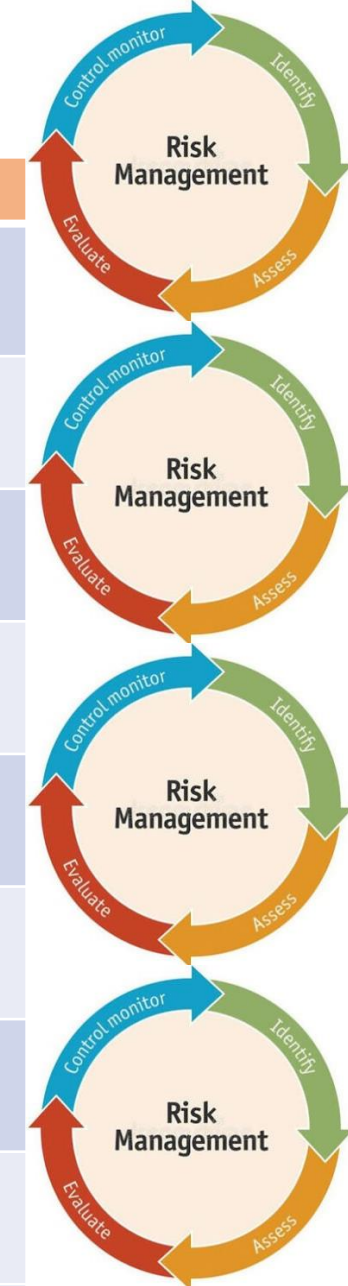 Control monitor
Identify
Risk
Management
Evaluate
Assess
Control monitor
Identify
Risk
Management
Evaluate
Assess
Control monitor
Identify
Risk
Management
Evaluate
Assess
Control monitor
Identify
Risk
Management
Evaluate
Assess